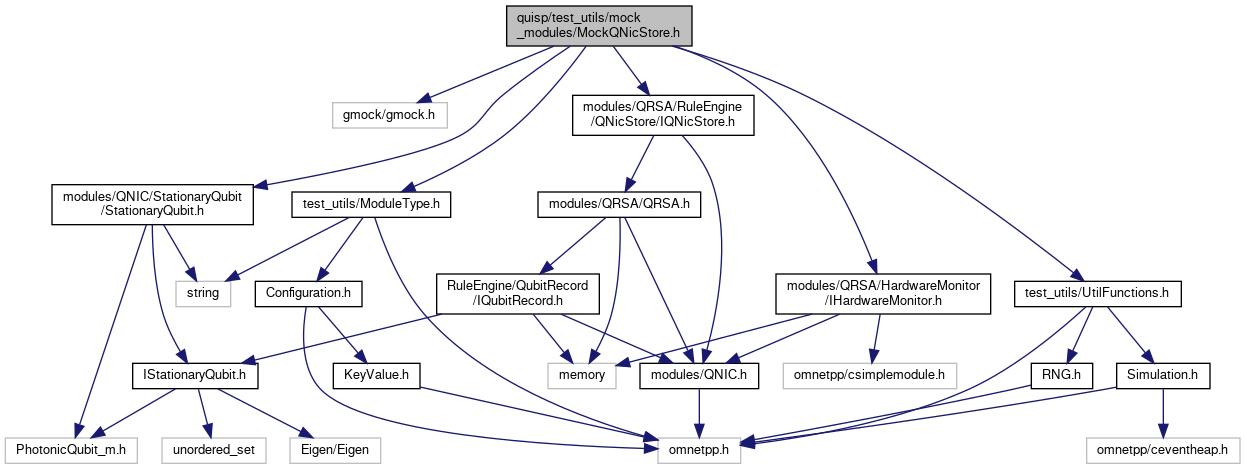 quisp/test_utils/mock
_modules/MockQNicStore.h
gmock/gmock.h
modules/QRSA/RuleEngine
/QNicStore/IQNicStore.h
modules/QNIC/StationaryQubit
/StationaryQubit.h
test_utils/ModuleType.h
modules/QRSA/QRSA.h
string
Configuration.h
RuleEngine/QubitRecord
/IQubitRecord.h
modules/QRSA/HardwareMonitor
/IHardwareMonitor.h
test_utils/UtilFunctions.h
IStationaryQubit.h
KeyValue.h
memory
modules/QNIC.h
omnetpp/csimplemodule.h
RNG.h
Simulation.h
PhotonicQubit_m.h
unordered_set
Eigen/Eigen
omnetpp.h
omnetpp/ceventheap.h